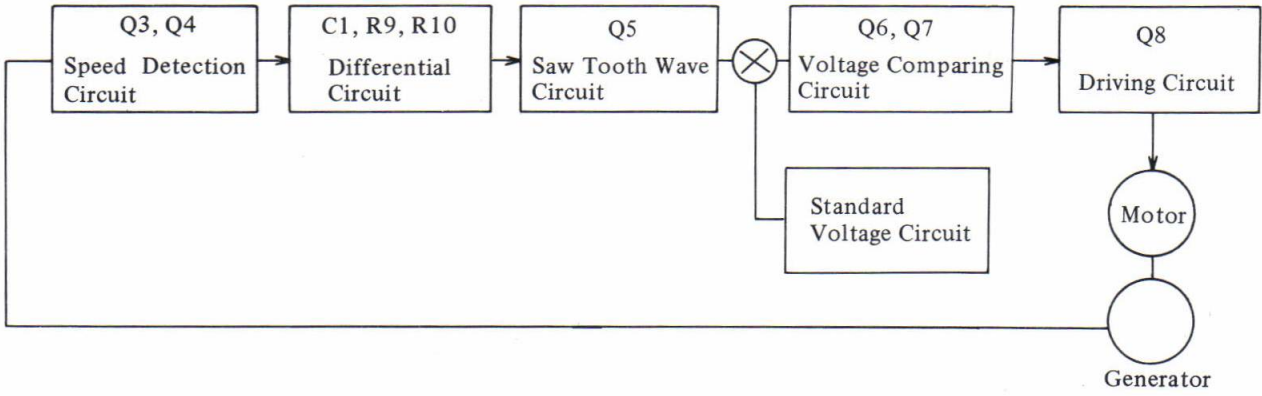 Q3, Q4
Speed Detection
Circuit
C1, R9, R10
Differential
Circuit
Q5
Saw Tooth Wave
Circuit
Q6, Q7
Voltage Comparing
Circuit
Q8
Driving Circuit
Standard
Voltage Circuit
Motor
Generator